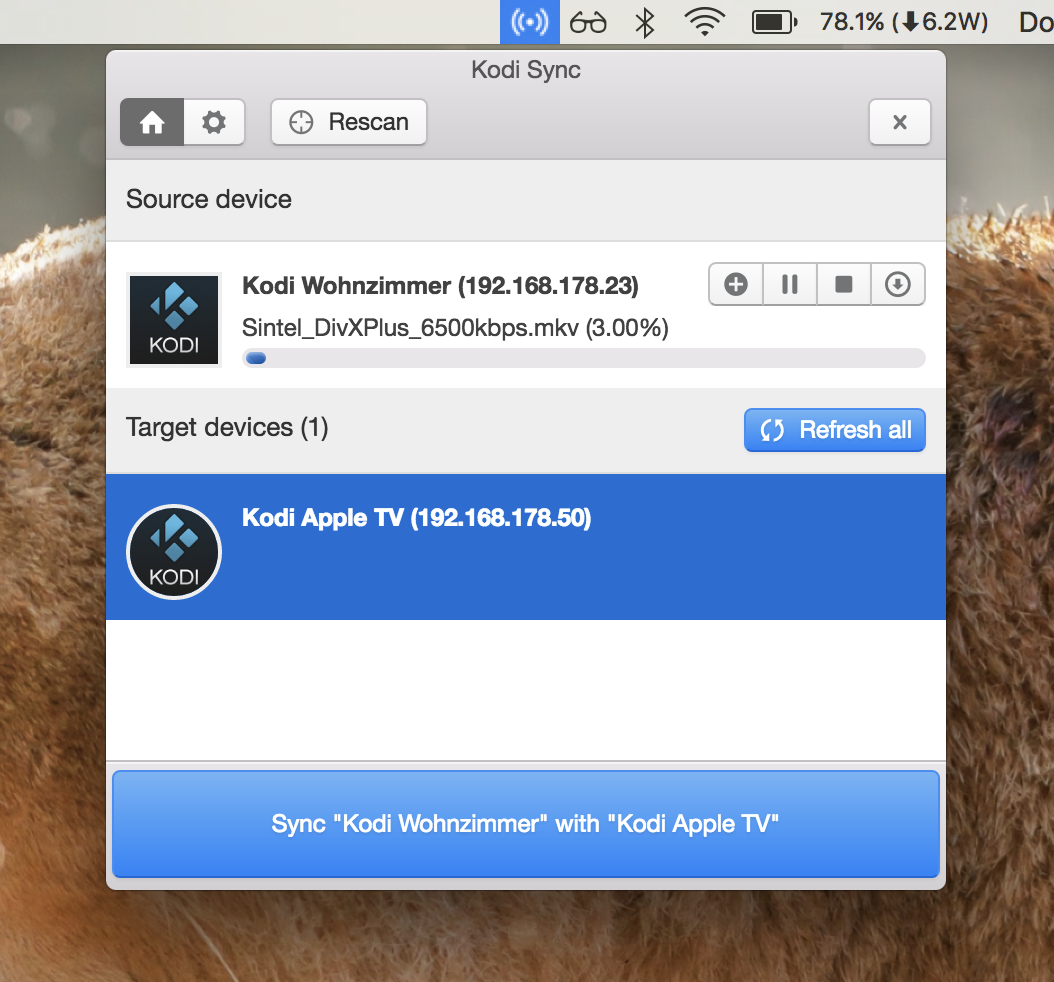 78.1% (⬇6.2W) Do
Kodi Sync
Rescan
Source device
Kodi Wohnzimmer (192.168.178.23)
Sintel_DivXPlus_6500kbps.mkv (3.00%)
KODI
Target devices (1)
Refresh all
Kodi Apple TV (192.168.178.50)
KODI
Sync "Kodi Wohnzimmer" with "Kodi Apple TV"